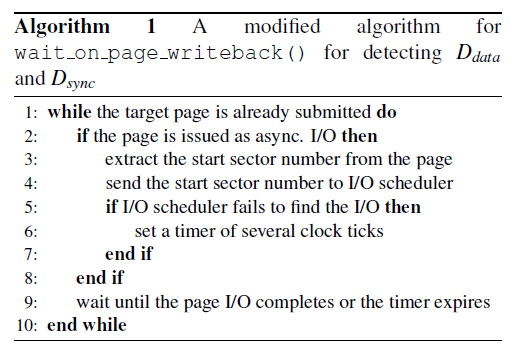 Algorithm 1 A modified algorithm for
wait_on_page_writeback() for detecting Ddata
and Dsync
1: while the target page is already submitted do
2: if the page is issued as async. I/O then
3: extract the start sector number from the page
4: send the start sector number to I/O scheduler
5: if I/O scheduler fails to find the I/O then
6: set a timer of several clock ticks
7: end if
8: end if
9: wait until the page I/O completes or the timer expires
10: end while